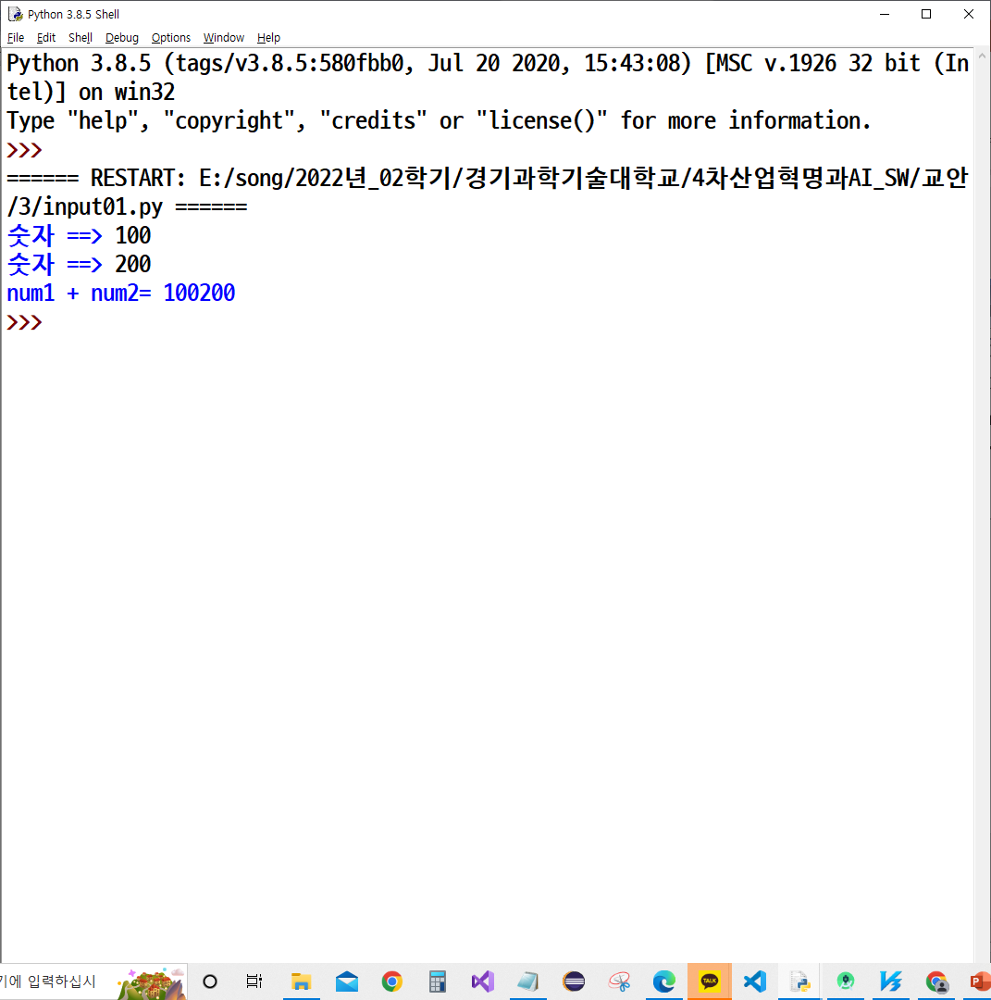 Python 3.8.5 Shell
File Edit Shell Debug Options Window Help
Python 3.8.5 (tags/v3.8.5:580fbb0, Jul 20 2020, 15:43:08) [MSC v.1926 32 bit (In
tel)] on win32
Type "help", "copyright", "credits" or "license()" for more information.
>>>
====== RESTART: E:/song/2022년_02학기/경기과학기술대학교/4차산업혁명과AI_SW/교안
/3/input01.py ======
숫자 ==> 100
숫자 ==> 200
num1 + num2= 100200
>>>
기에 입력하십시
TALK